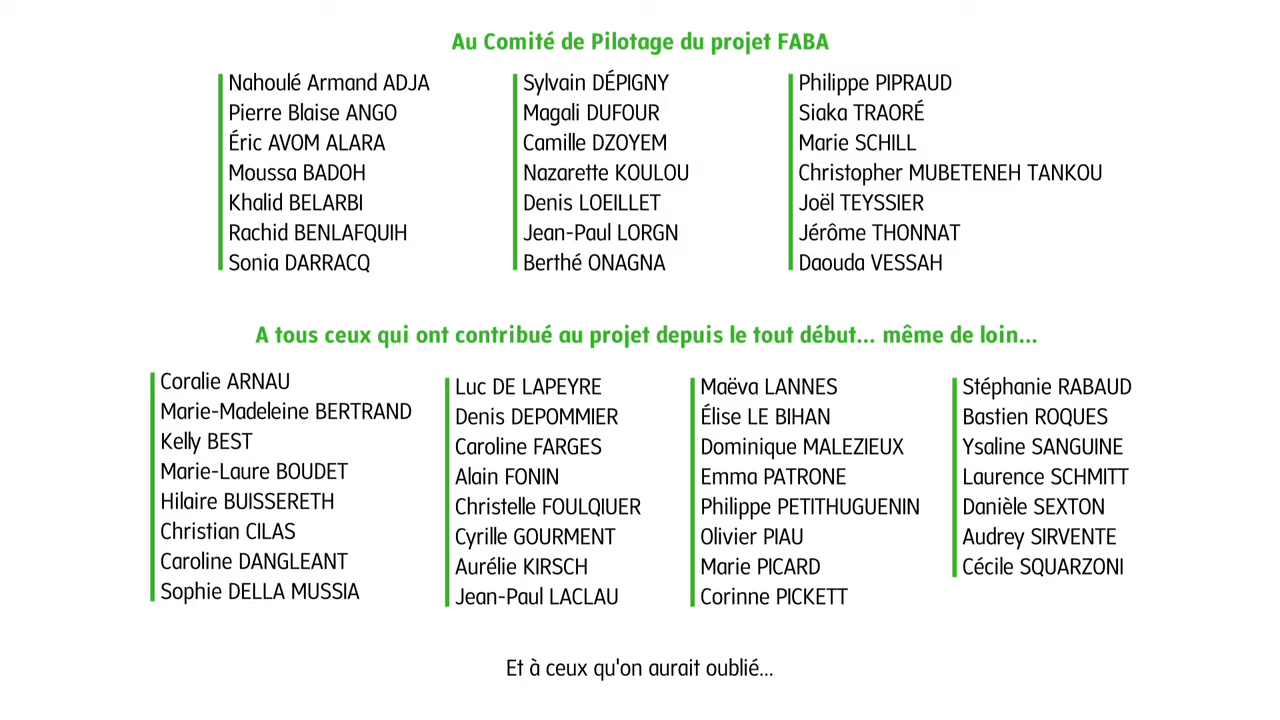 Au Comité de Pilotage du projet FABA
Nahoulé Armand ADJA
Pierre Blaise ANGO
Éric AVOM ALARA
Moussa BADOH
Khalid BELARBI
Rachid BENLAFQUIH
Sonia DARRACQ
Sylvain DÉPIGNY
Magali DUFOUR
Camille DZOYEM
Nazarette KOULOU
Denis LOEILLET
Jean-Paul LORGN
Berthé ONAGNA
Philippe PIPRAUD
Siaka TRAORÉ
Marie SCHILL
Christopher MUBETENEH TANKOU
Joël TEYSSIER
Jérôme THONNAT
Daouda VESSAH
A tous ceux qui ont contribué au projet depuis le tout début... même de loin...
Coralie ARNAU
Marie-Madeleine BERTRAND
Kelly BEST
Marie-Laure BOUDET
Hilaire BUISSERETH
Christian CILAS
Caroline DANGLEANT
Sophie DELLA MUSSIA
Luc DE LAPEYRE
Denis DEPOMMIER
Caroline FARGES
Alain FONIN
Christelle FOULQIUER
Cyrille GOURMENT
Aurélie KIRSCH
Jean-Paul LACLAU
Maëva LANNES
Élise LE BIHAN
Dominique MALEZIEUX
Emma PATRONE
Philippe PETITHUGUENIN
Olivier PIAU
Marie PICARD
Corinne PICKETT
Stéphanie RABAUD
Bastien ROQUES
Ysaline SANGUINE
Laurence SCHMITT
Danièle SEXTON
Audrey SIRVENTE
Cécile SQUARZONI
Et à ceux qu'on aurait oublié...